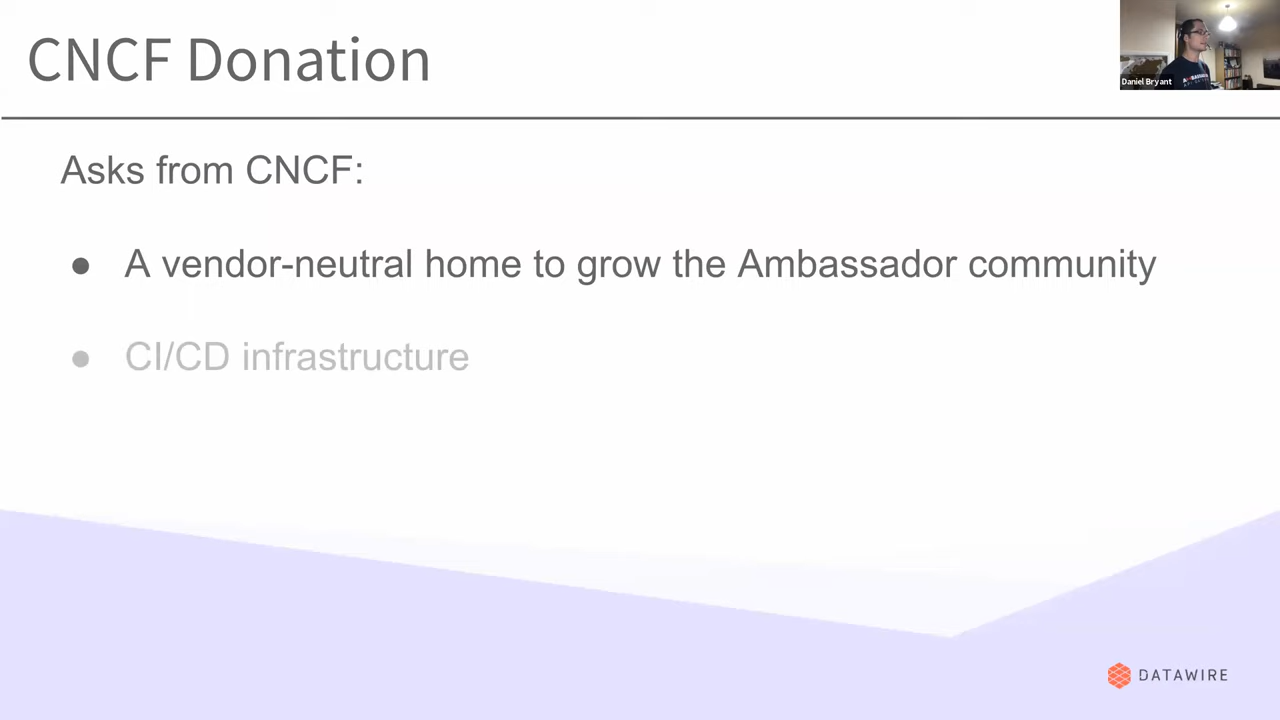 CNCF Donation
Daniel Bryant
Asks from CNCF:
● A vendor-neutral home to grow the Ambassador community
● CI/CD infrastructure
DATAWIRE